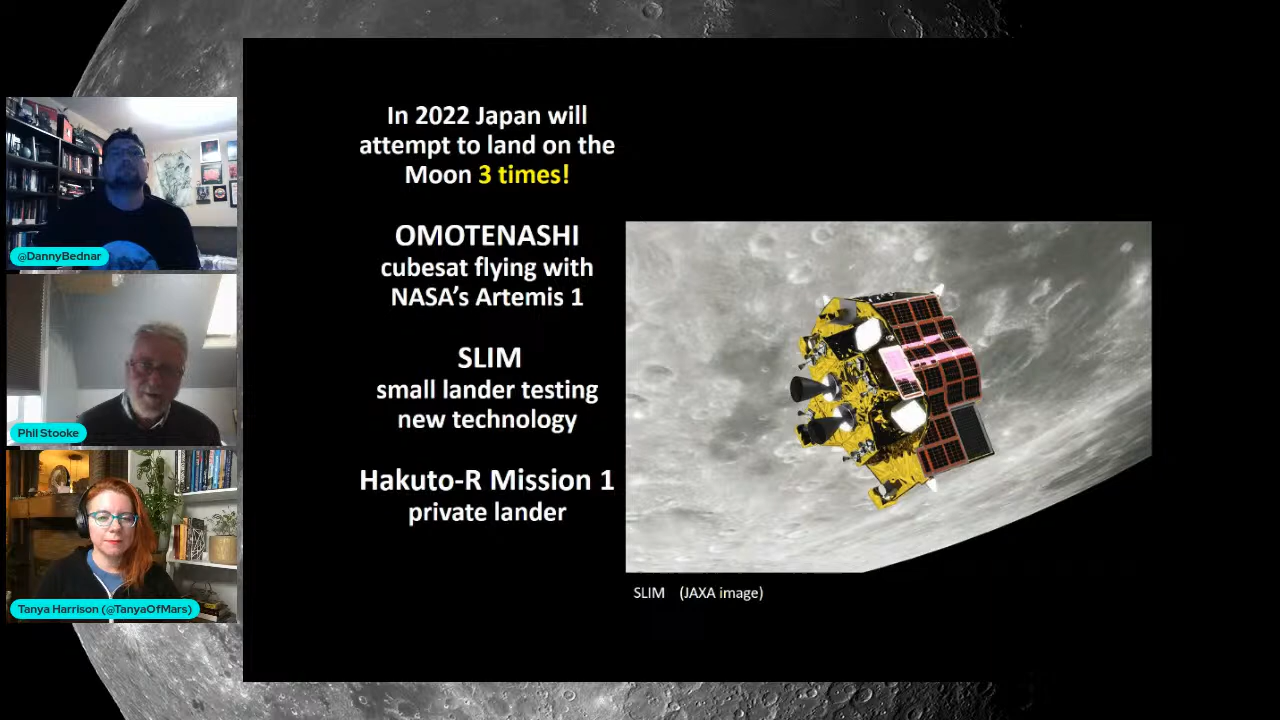 In 2022 Japan will
attempt to land on the
Moon 3 times!
OMOTENASHI
cubesat flying with
NASA’s Artemis 1
SLIM
small lander testing
new technology
Hakuto-R Mission 1
private lander
SLIM (JAXA image)
@DannyBednar
Phil Stooke
Tanya Harrison (@TanyaOfMars)